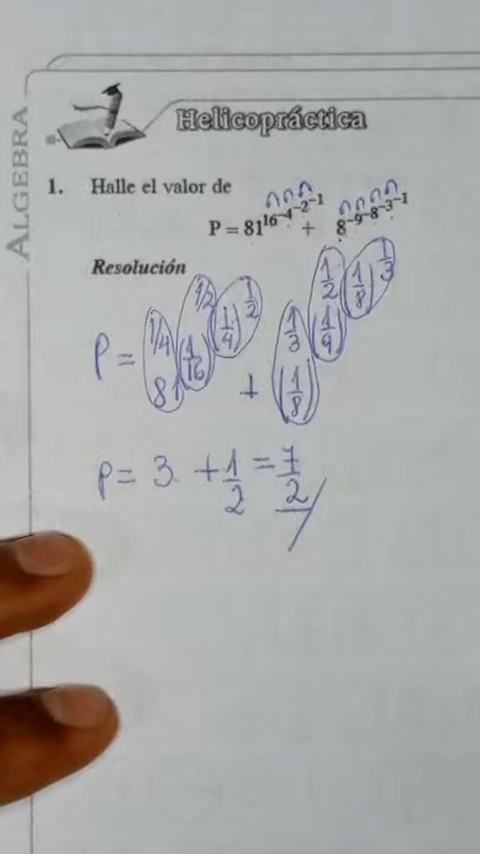 ALGEBRA
Helicopráctica
1. Halle el valor de
P = 81^16^-4^-2^-1 + 8^-9^-8^-3^-1
Resolución
P = 81^1/4 (1/16)^1/2 (1/4)^1/2 + (1/8)^1/3 (1/9)^1/2 (1/8)^1/3
P = 3 + 1/2 = 7/2